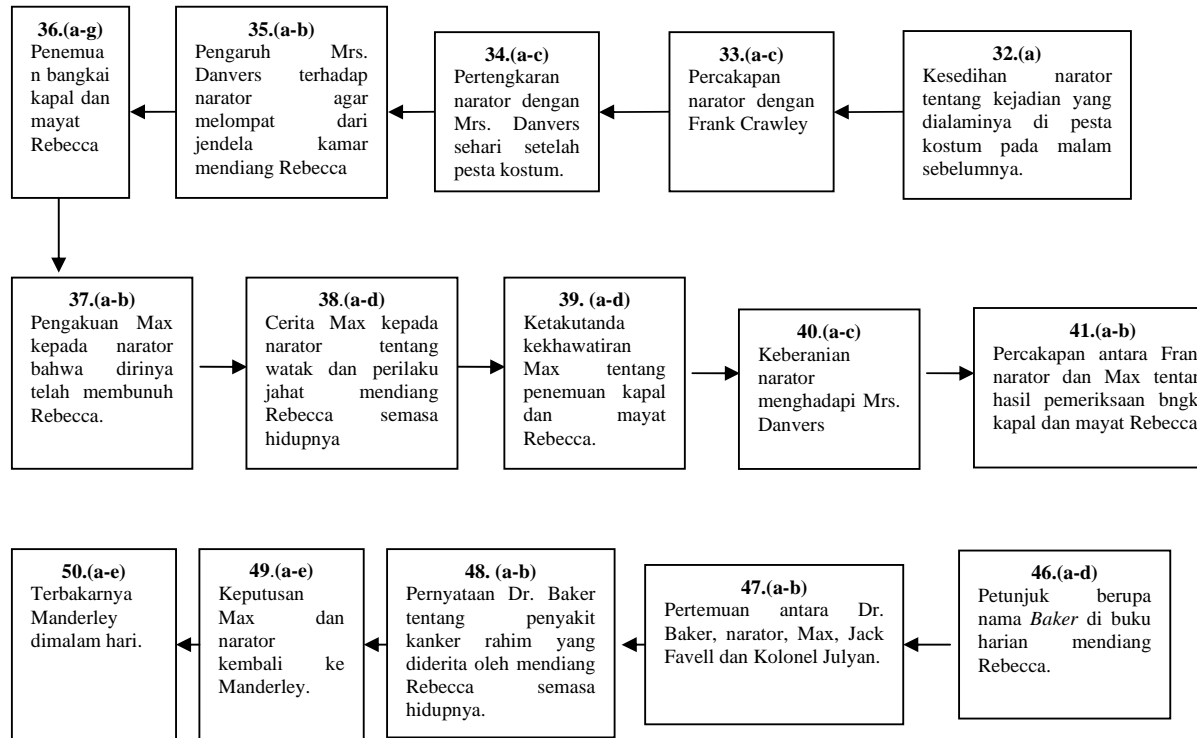 36.(a-g)
Penemua
n bangkai
kapal dan
mayat
Rebecca
35.(a-b)
Pengaruh Mrs.
Danvers terhadap
narator agar
melompat dari
jendela kamar
mendiang Rebecca
34.(a-c)
Pertengkaran
narator dengan
Mrs. Danvers
sehari setelah
pesta kostum.
33.(a-c)
Percakapan
narator dengan
Frank Crawley
32.(a)
Kesedihan narator
tentang kejadian yang
dialaminya di pesta
kostum pada malam
sebelumnya.
37.(a-b)
Pengakuan Max
kepada narator
bahwa dirinya
telah membunuh
Rebecca.
38.(a-d)
Cerita Max kepada
narator tentang
watak dan perilaku
jahat mendiang
Rebecca semasa
hidupnya
39. (a-d)
Ketakutanda
kekhawatiran
Max tentang
penemuan kapal
dan mayat
Rebecca.
40.(a-c)
Keberanian
narator
menghadapi Mrs.
Danvers
41.(a-b)
Percakapan antara Fran
narator dan Max tentan
hasil pemeriksaan bngk
kapal dan mayat Rebecca
50.(a-e)
Terbakarnya
Manderley
dimalam hari.
49.(a-e)
Keputusan
Max dan
narator
kembali ke
Manderley.
48. (a-b)
Pernyataan Dr. Baker
tentang penyakit
kanker rahim yang
diderita oleh mendiang
Rebecca semasa
hidupnya.
47.(a-b)
Pertemuan antara Dr.
Baker, narator, Max, Jack
Favell dan Kolonel Julyan.
46.(a-d)
Petunjuk berupa
nama Baker di buku
harian mendiang
Rebecca.